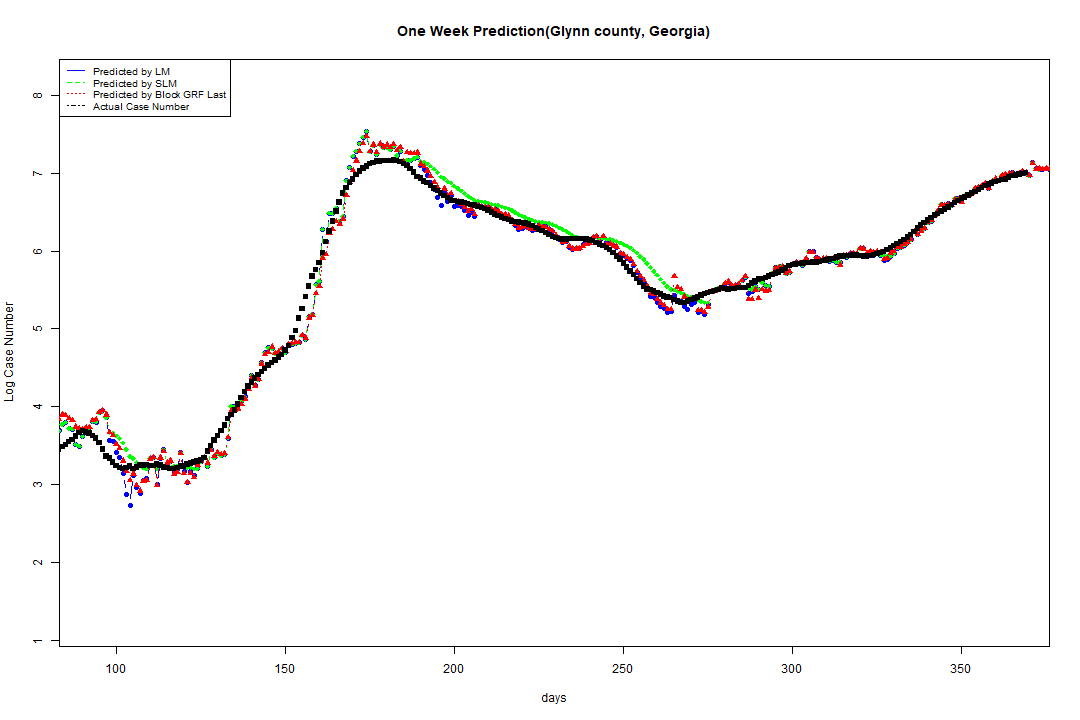 One Week Prediction(Glynn county, Georgia)
Predicted by LM
Predicted by SLM
Predicted by Block GRF Last
Actual Case Number
8
7
6
5
4
3
2
1
Log Case Number
100
150
200
250
300
350
days